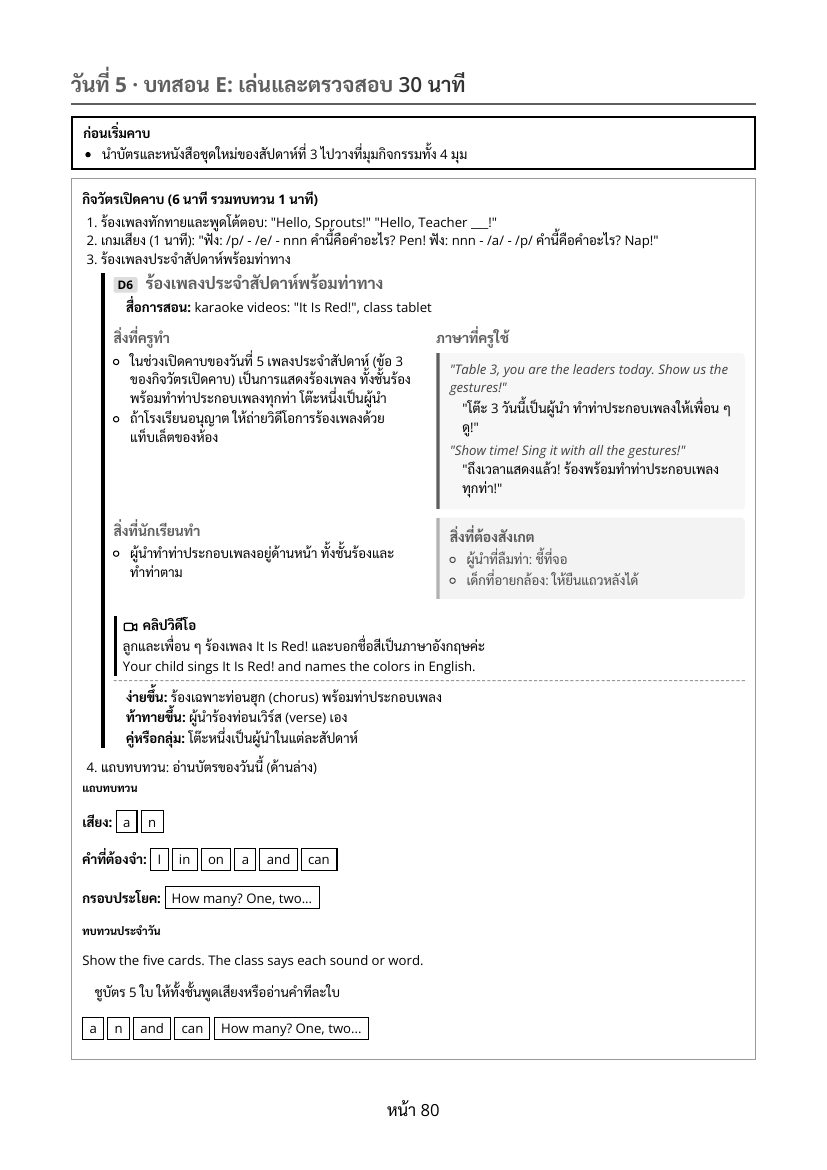 วันที่ 5 · บทสอน E: เล่นและตรวจสอบ 30 นาที
ก่อนเริ่มคาบ
• นำบัตรและหนังสือชุดใหม่ของสัปดาห์ที่ 3 ไปวางที่มุมกิจกรรมทั้ง 4 มุม
กิจวัตรเปิดคาบ (6 นาที รวมทบทวน 1 นาที)
1. ร้องเพลงทักทายและพูดโต้ตอบ: "Hello, Sprouts!" "Hello, Teacher ___!"
2. เกมเสียง (1 นาที): "ฟัง: /p/ - /e/ - nnn คำนี้คือคำอะไร? Pen! ฟัง: nnn - /a/ - /p/ คำนี้คือคำอะไร? Nap!"
3. ร้องเพลงประจำสัปดาห์พร้อมท่าทาง
D6 ร้องเพลงประจำสัปดาห์พร้อมท่าทาง
สื่อการสอน: karaoke videos: "It Is Red!", class tablet
สิ่งที่ครูทำ
ในช่วงเปิดคาบของวันที่ 5 เพลงประจำสัปดาห์ (ข้อ 3
ของกิจวัตรเปิดคาบ) เป็นการแสดงร้องเพลง ทั้งชั้นร้อง
พร้อมทำท่าประกอบเพลงทุกท่า โต๊ะหนึ่งเป็นผู้นำ
ถ้าโรงเรียนอนุญาต ให้ถ่ายวิดีโอการร้องเพลงด้วย
แท็บเล็ตของห้อง
ภาษาที่ครูใช้
"Table 3, you are the leaders today. Show us the
gestures!"
"โต๊ะ 3 วันนี้เป็นผู้นำ ทำท่าประกอบเพลงให้เพื่อน ๆ
ดู!"
"Show time! Sing it with all the gestures!"
"ถึงเวลาแสดงแล้ว! ร้องพร้อมทำท่าประกอบเพลง
ทุกท่า!"
สิ่งที่นักเรียนทำ
ผู้นำทำท่าประกอบเพลงอยู่ด้านหน้า ทั้งชั้นร้องและ
ทำท่าตาม
สิ่งที่ต้องสังเกต
ผู้นำที่ลืมท่า: ชี้ที่จอ
เด็กที่อายกล้อง: ให้ยืนแถวหลังได้
คลิปวิดีโอ
ลูกและเพื่อน ๆ ร้องเพลง It Is Red! และบอกชื่อสีเป็นภาษาอังกฤษค่ะ
Your child sings It Is Red! and names the colors in English.
ง่ายขึ้น: ร้องเฉพาะท่อนฮุก (chorus) พร้อมท่าประกอบเพลง
ท้าทายขึ้น: ผู้นำร้องท่อนเวิร์ส (verse) เอง
คู่หรือกลุ่ม: โต๊ะหนึ่งเป็นผู้นำในแต่ละสัปดาห์
4. แถบทบทวน: อ่านบัตรของวันนี้ (ด้านล่าง)
แถบทบทวน
เสียง: a n
คำที่ต้องจำ: I in on a and can
กรอบประโยค: How many? One, two...
ทบทวนประจำวัน
Show the five cards. The class says each sound or word.
ชูบัตร 5 ใบ ให้ทั้งชั้นพูดเสียงหรืออ่านคำทีละใบ
a n and can How many? One, two...
หน้า 80